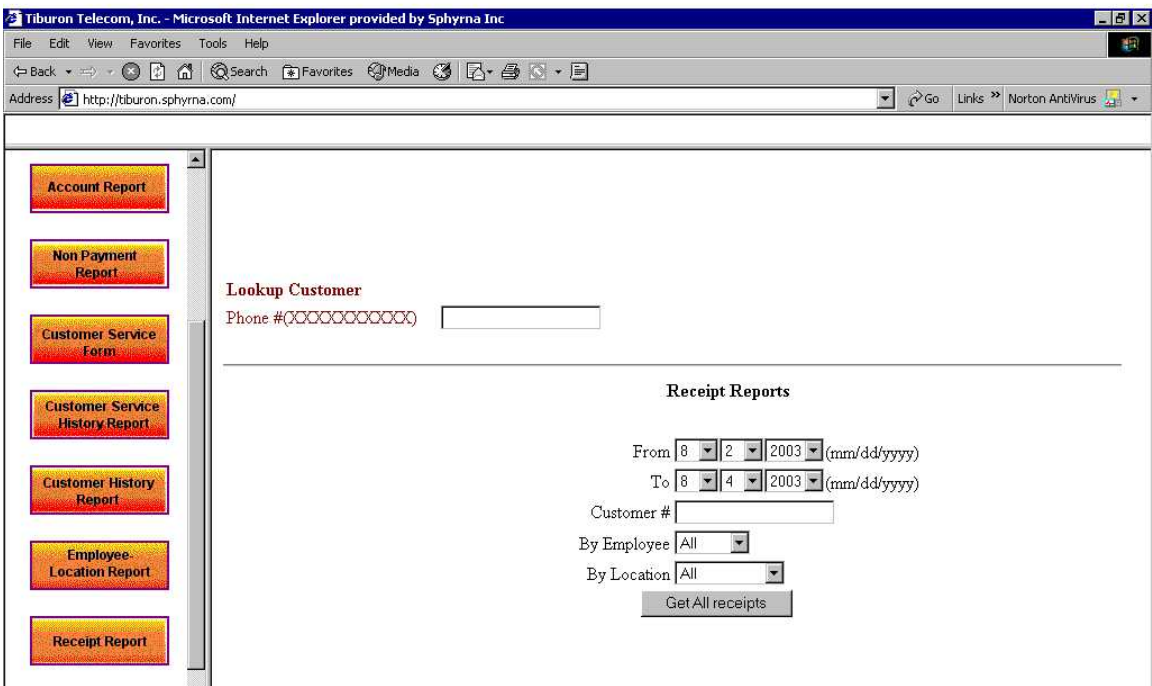 Tiburon Telecom, Inc. - Microsoft Internet Explorer provided by Sphyrna Inc
File Edit View Favorites Tools Help
Back Search Favorites Media
Address http://tiburon.sphyrna.com/ Go Links » Norton AntiVirus
Account Report
Non Payment
Report
Customer Service
Form
Customer Service
History Report
Customer History
Report
Employee-
Location Report
Receipt Report
Lookup Customer
Phone #(XXXXXXXXXXX)
Receipt Reports
From 8 2 2003 (mm/dd/yyyy)
To 8 4 2003 (mm/dd/yyyy)
Customer #
By Employee All
By Location All
Get All receipts